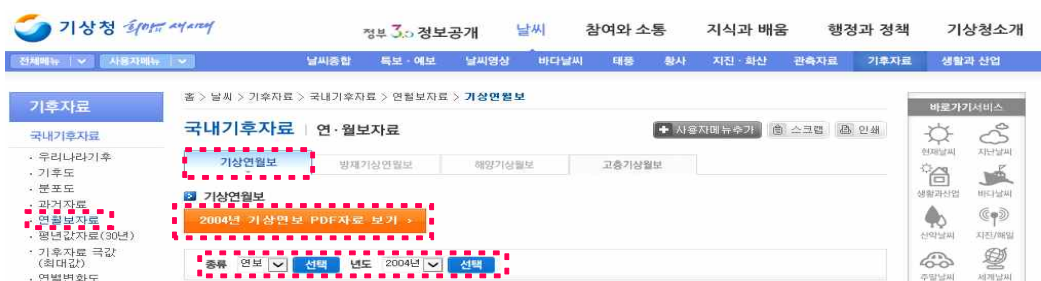 기상청 희망의 새시대
정부 3.0 정보공개 날씨 참여와 소통 지식과 배움 행정과 정책 기상청소개
전체메뉴 사용자메뉴 날씨종합 특보·예보 날씨영상 바다날씨 태풍 황사 지진·화산 관측자료 기후자료 생활과 산업
홈 > 날씨 > 기후자료 > 국내기후자료 > 연월보자료 > 기상연월보
기후자료
국내기후자료
· 우리나라기후
· 기후도
· 분포도
· 과거자료
· 연월보자료
· 평년값자료(30년)
· 기후자료 극값
(최대값)
· 연별변화도
국내기후자료 | 연·월보자료
사용자메뉴추가 스크랩 인쇄
기상연월보 방재기상연월보 해양기상월보 고층기상월보
기상연월보
2004년 기상연보 PDF자료 보기 >
종류 연보 선택 년도 2004년 선택
바로가기서비스
현재날씨 지난날씨
생활과산업 바다날씨
산악날씨 지진/해일
주말날씨 세계날씨